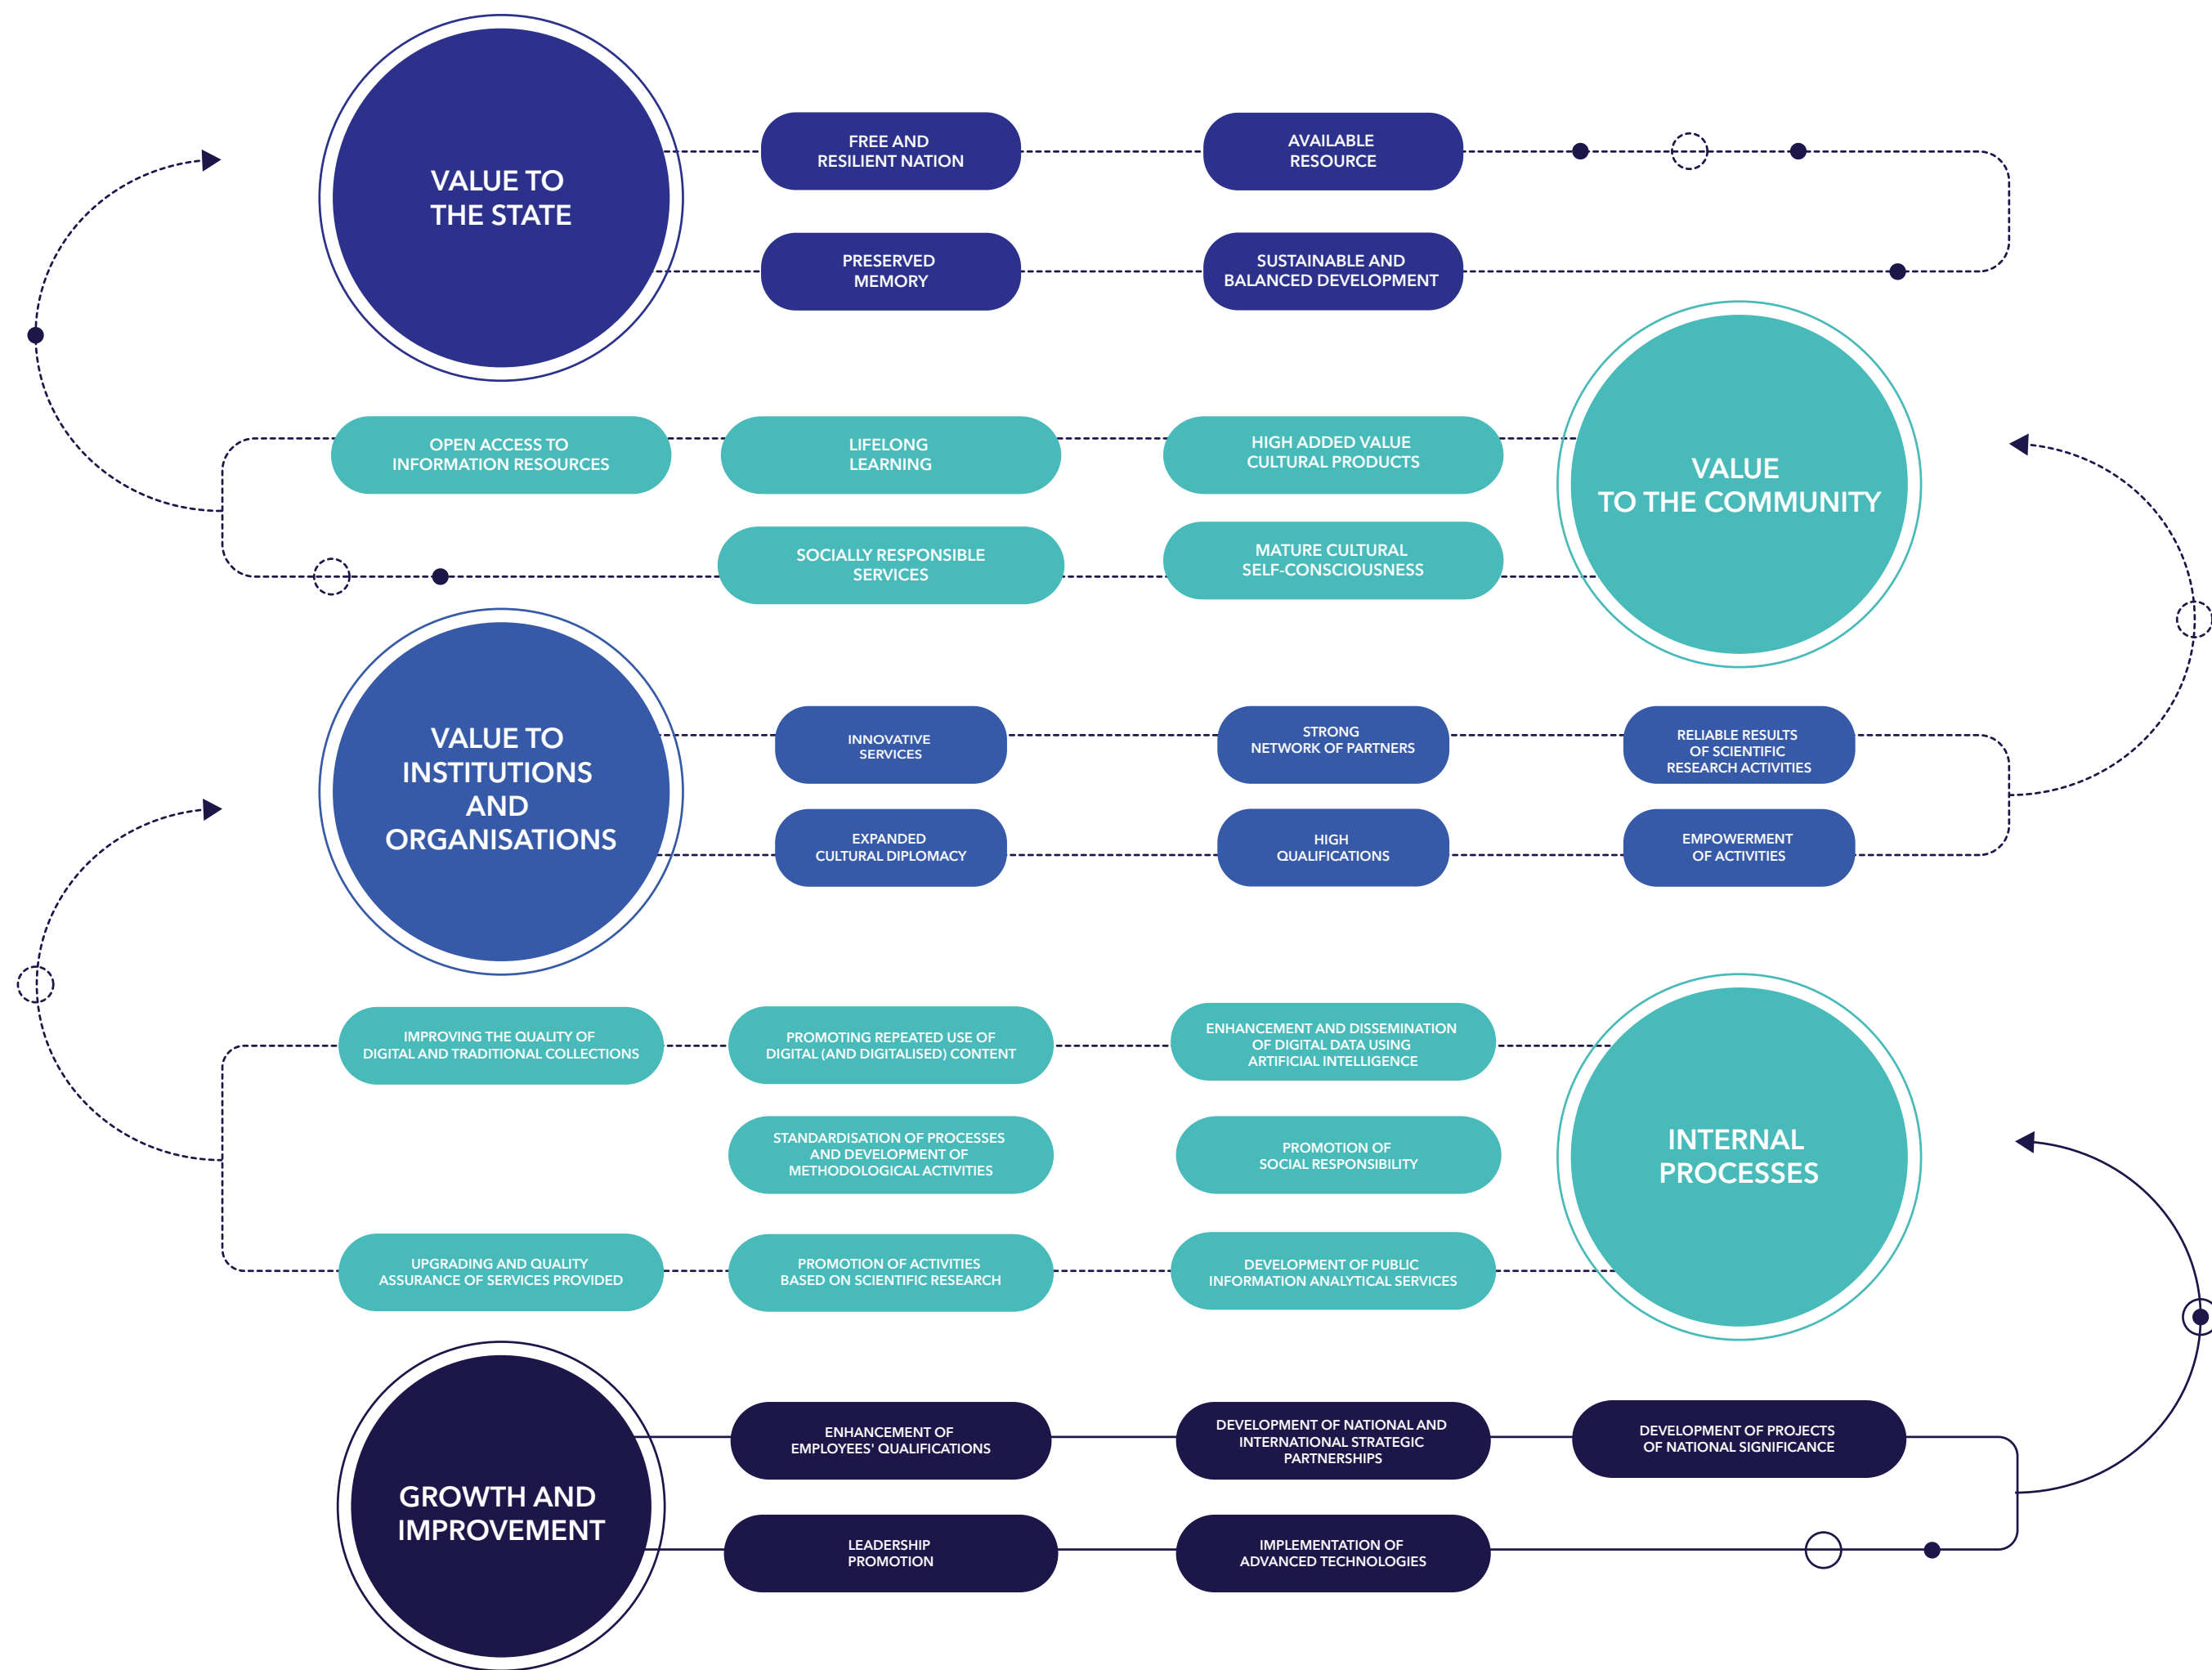 VALUE TO
THE STATE
FREE AND
RESILIENT NATION
AVAILABLE
RESOURCE
PRESERVED
MEMORY
SUSTAINABLE AND
BALANCED DEVELOPMENT
OPEN ACCESS TO
INFORMATION RESOURCES
LIFELONG
LEARNING
HIGH ADDED VALUE
CULTURAL PRODUCTS
VALUE
TO THE COMMUNITY
SOCIALLY RESPONSIBLE
SERVICES
MATURE CULTURAL
SELF-CONSCIOUSNESS
VALUE TO
INSTITUTIONS
AND
ORGANISATIONS
INNOVATIVE
SERVICES
STRONG
NETWORK OF PARTNERS
RELIABLE RESULTS
OF SCIENTIFIC
RESEARCH ACTIVITIES
EXPANDED
CULTURAL DIPLOMACY
HIGH
QUALIFICATIONS
EMPOWERMENT
OF ACTIVITIES
IMPROVING THE QUALITY OF
DIGITAL AND TRADITIONAL COLLECTIONS
PROMOTING REPEATED USE OF
DIGITAL (AND DIGITALISED) CONTENT
ENHANCEMENT AND DISSEMINATION
OF DIGITAL DATA USING
ARTIFICIAL INTELLIGENCE
STANDARDISATION OF PROCESSES
AND DEVELOPMENT OF
METHODOLOGICAL ACTIVITIES
PROMOTION OF
SOCIAL RESPONSIBILITY
INTERNAL
PROCESSES
UPGRADING AND QUALITY
ASSURANCE OF SERVICES PROVIDED
PROMOTION OF ACTIVITIES
BASED ON SCIENTIFIC RESEARCH
DEVELOPMENT OF PUBLIC
INFORMATION ANALYTICAL SERVICES
GROWTH AND
IMPROVEMENT
ENHANCEMENT OF
EMPLOYEES' QUALIFICATIONS
DEVELOPMENT OF NATIONAL AND
INTERNATIONAL STRATEGIC
PARTNERSHIPS
DEVELOPMENT OF PROJECTS
OF NATIONAL SIGNIFICANCE
LEADERSHIP
PROMOTION
IMPLEMENTATION OF
ADVANCED TECHNOLOGIES